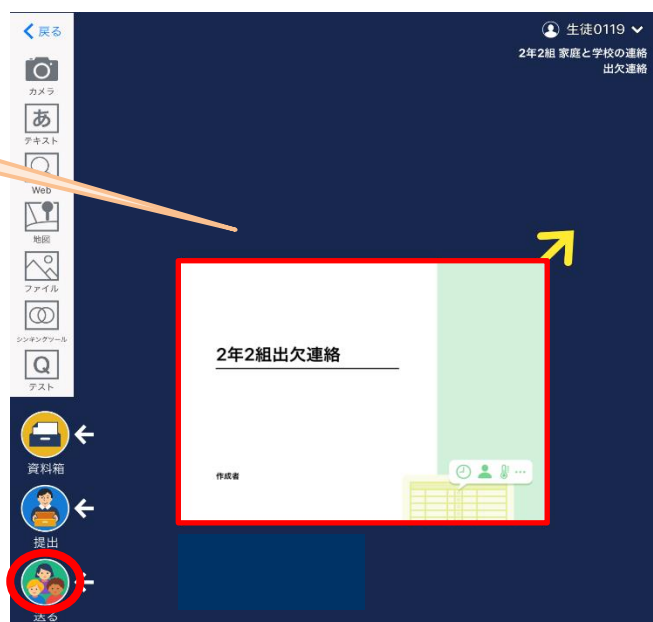 戻る
生徒0119
2年2組 家庭と学校の連絡
出欠連絡
カメラ
あ
テキスト
Web
地図
ファイル
シンキングツール
Q
テスト
資料箱
提出
送る
2年2組出欠連絡
作成者